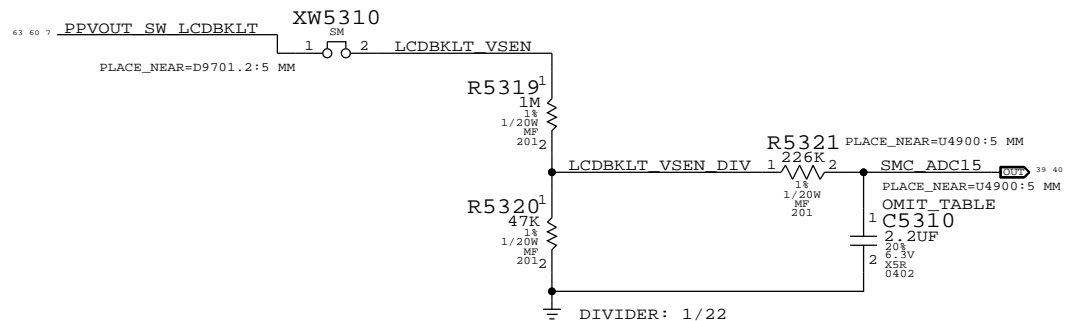 XW5310
SM
63 60 7 PPVOUT_SW_LCDBKLT
1 2 LCDBKLT_VSEN
PLACE_NEAR=D9701.2:5 MM
R5319 1
1M
1%
1/20W
MF
201 2
R5321 PLACE_NEAR=U4900:5 MM
226K
LCDBKLT_VSEN_DIV 1 2 SMC_ADC15 OUT 39 40
1%
1/20W
MF
201
PLACE_NEAR=U4900:5 MM
OMIT_TABLE
R5320 1
47K
1%
1/20W
MF
201 2
1 C5310
2.2UF
20%
6.3V
2 X5R
0402
DIVIDER: 1/22